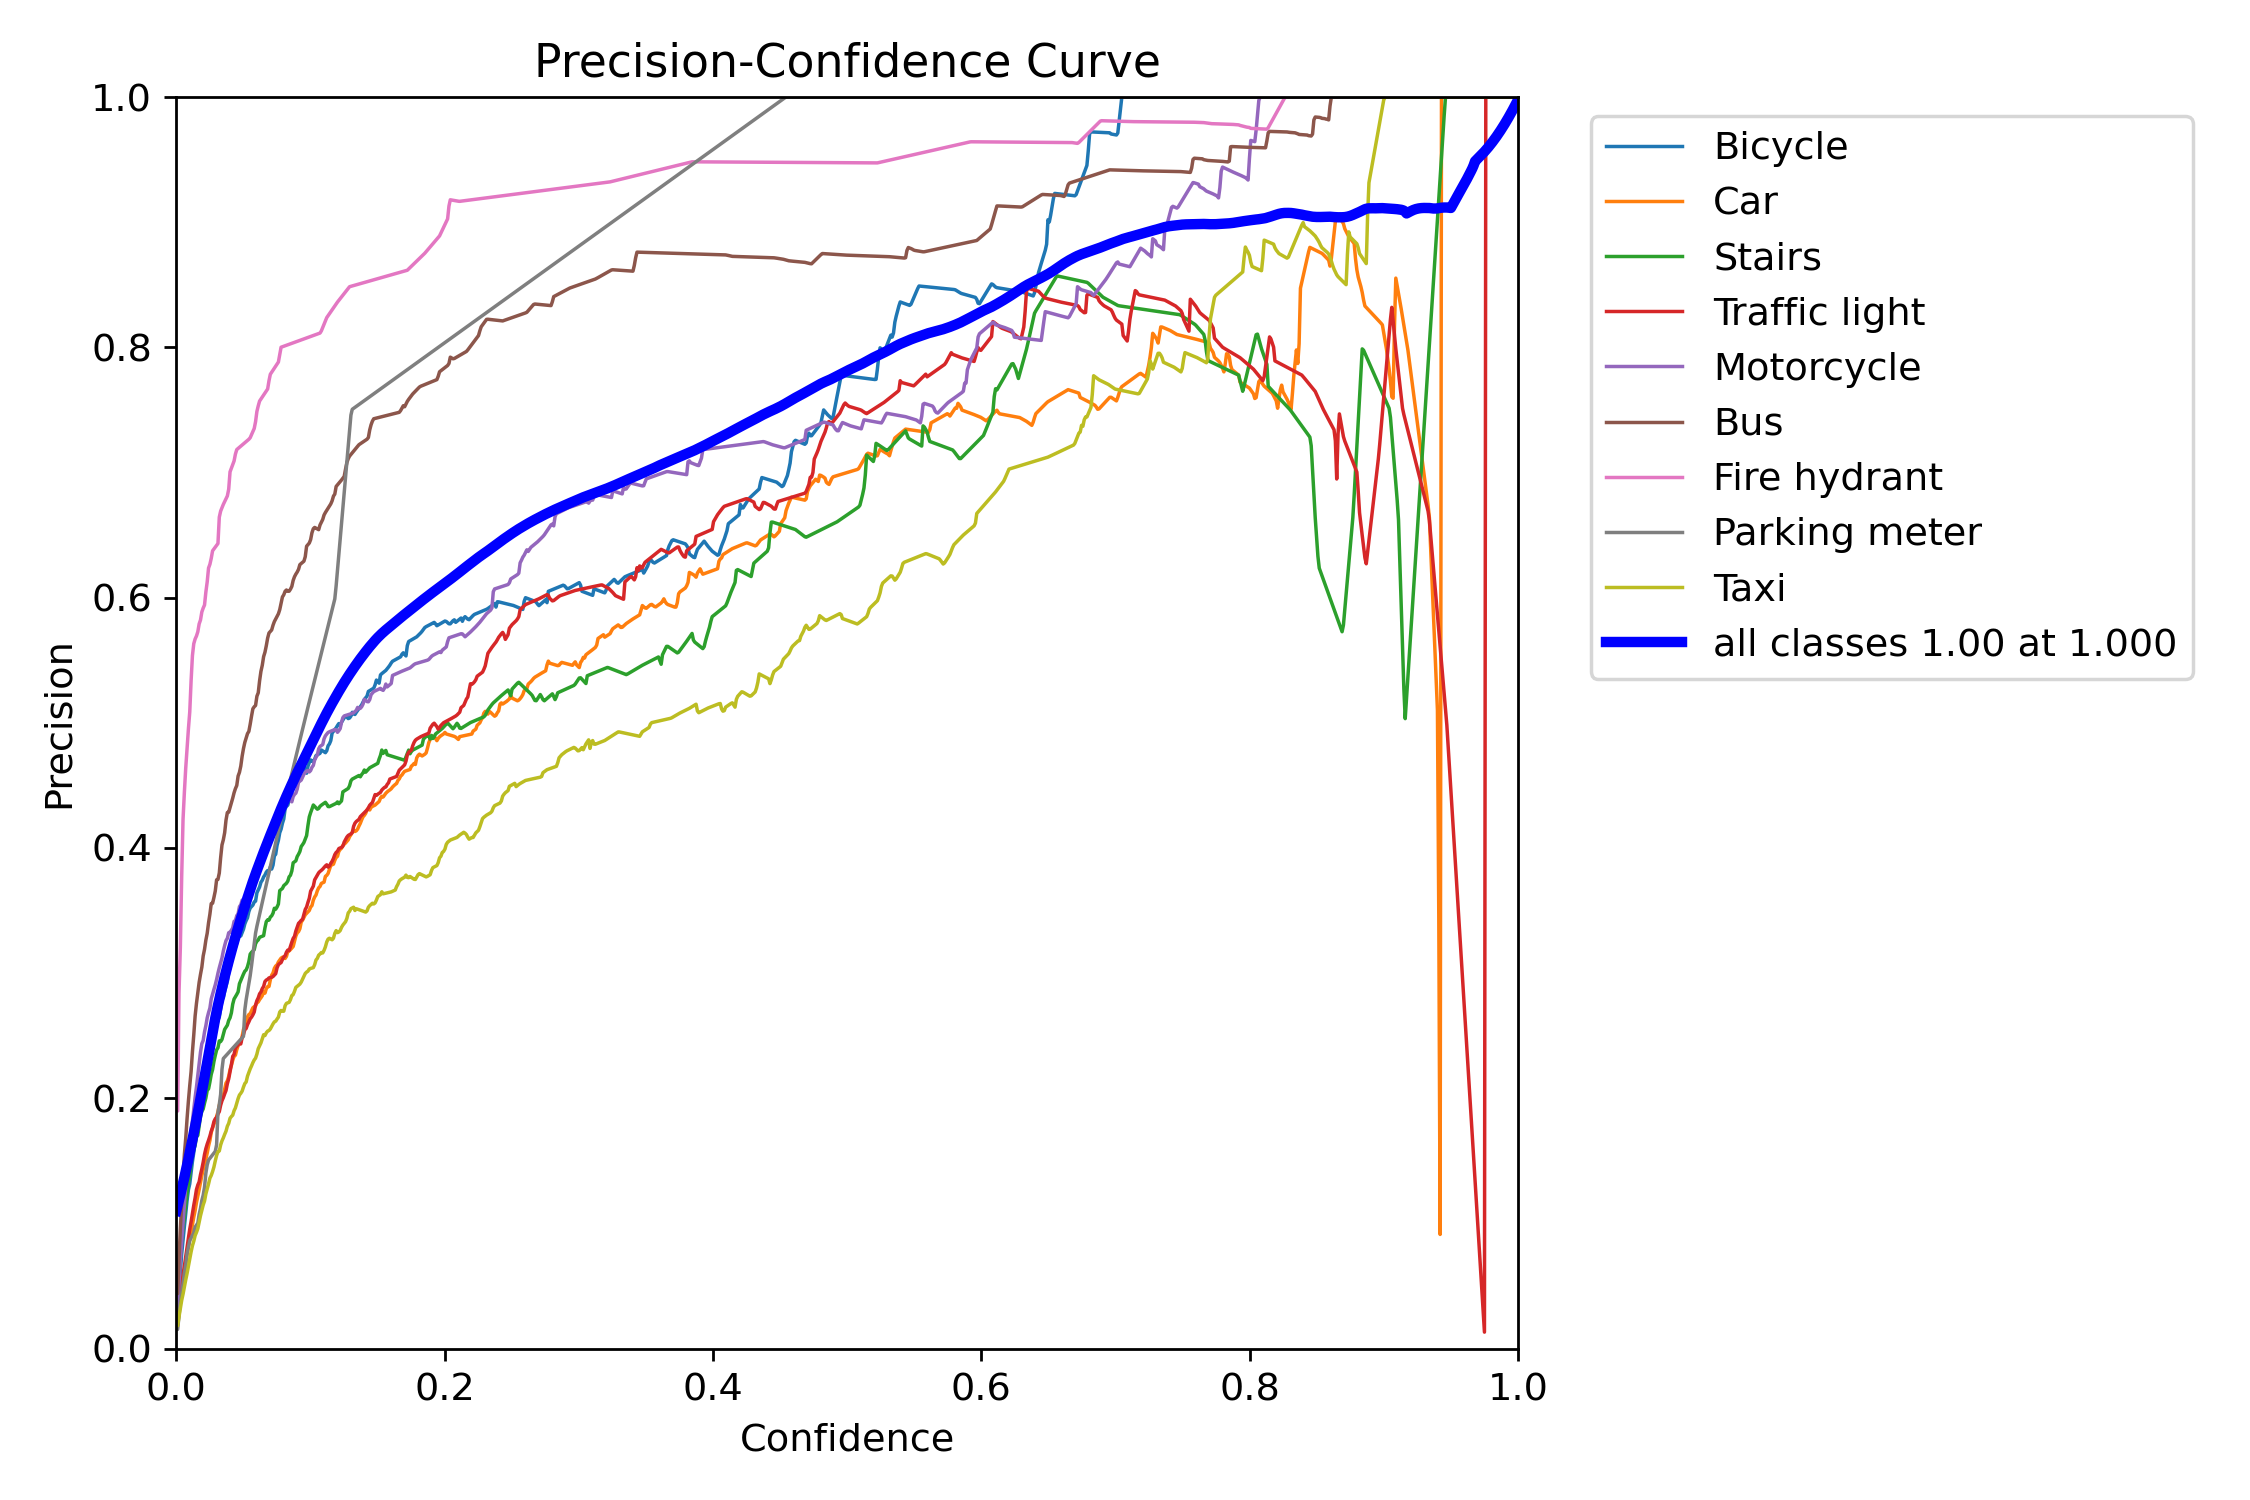 Precision-Confidence Curve
1.0
0.8
0.6
0.4
0.2
0.0
Precision
0.0 0.2 0.4 0.6 0.8 1.0
Confidence
Bicycle
Car
Stairs
Traffic light
Motorcycle
Bus
Fire hydrant
Parking meter
Taxi
all classes 1.00 at 1.000